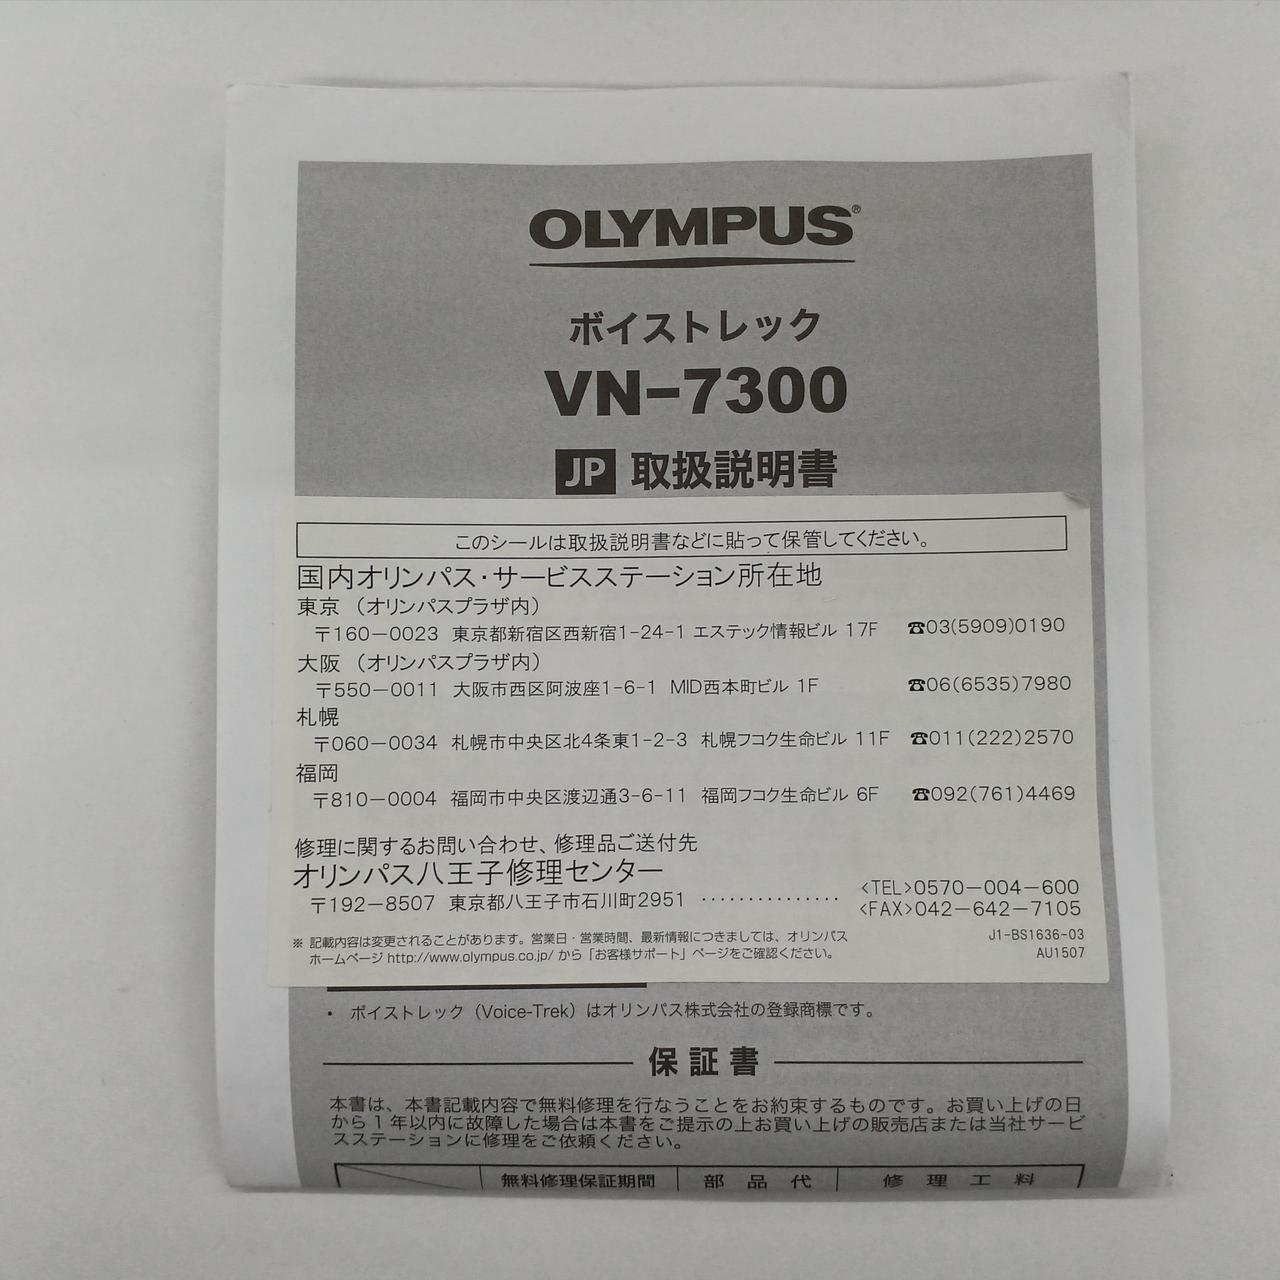 OLYMPUS®
ボイストレック
VN-7300
JP 取扱説明書
このシールは取扱説明書などに貼って保管してください。
国内オリンパス・サービスステーション所在地
東京 （オリンパスプラザ内）
〒160－0023 東京都新宿区西新宿1-24-1 エステック情報ビル 17F ☎03(5909)0190
大阪 （オリンパスプラザ内）
〒550－0011 大阪市西区阿波座1-6-1 MID西本町ビル 1F ☎06(6535)7980
札幌
〒060－0034 札幌市中央区北4条東1-2-3 札幌フコク生命ビル 11F ☎011(222)2570
福岡
〒810－0004 福岡市中央区渡辺通3-6-11 福岡フコク生命ビル 6F ☎092(761)4469
修理に関するお問い合わせ、修理品ご送付先
オリンパス八王子修理センター
〒192－8507 東京都八王子市石川町2951 ･･････････････ <TEL>0570－004－600
<FAX>042－642－7105
※ 記載内容は変更されることがあります。営業日・営業時間、最新情報につきましては、オリンパス
ホームページ http://www.olympus.co.jp/ から「お客様サポート」ページをご確認ください。
J1-BS1636-03
AU1507
• ボイストレック（Voice-Trek）はオリンパス株式会社の登録商標です。
保証書
本書は、本書記載内容で無料修理を行なうことをお約束するものです。お買い上げの日
から1年以内に故障した場合は本書をご提示の上お買い上げの販売店または当社サービ
スステーションに修理をご依頼ください。
無料修理保証期間 部品代 修理工料